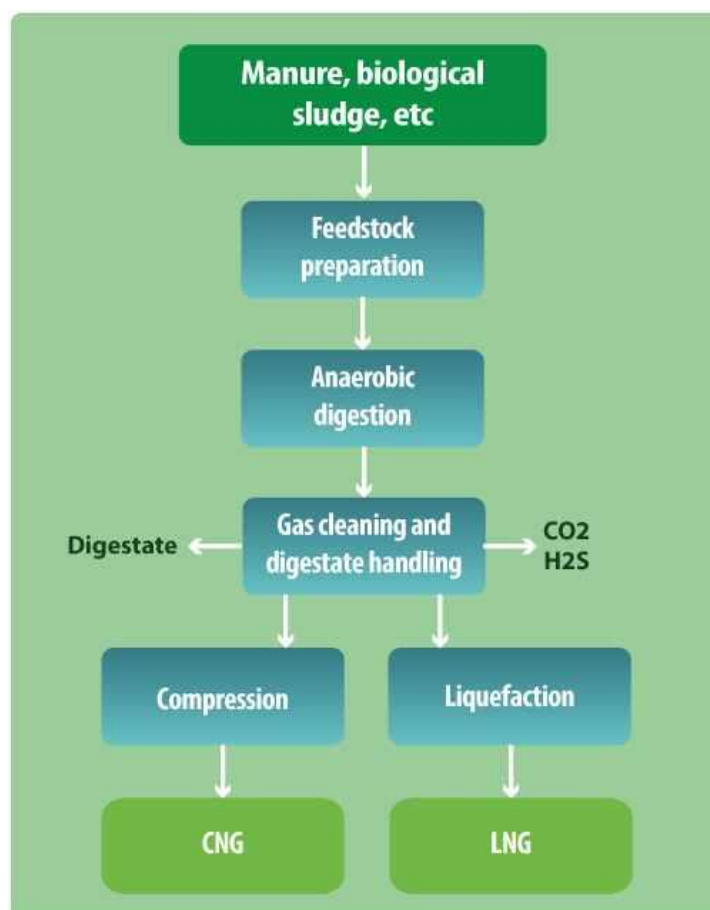 Manure, biological
sludge, etc
Feedstock
preparation
Anaerobic
digestion
Digestate
Gas cleaning and
digestate handling
CO2
H2S
Compression
Liquefaction
CNG
LNG